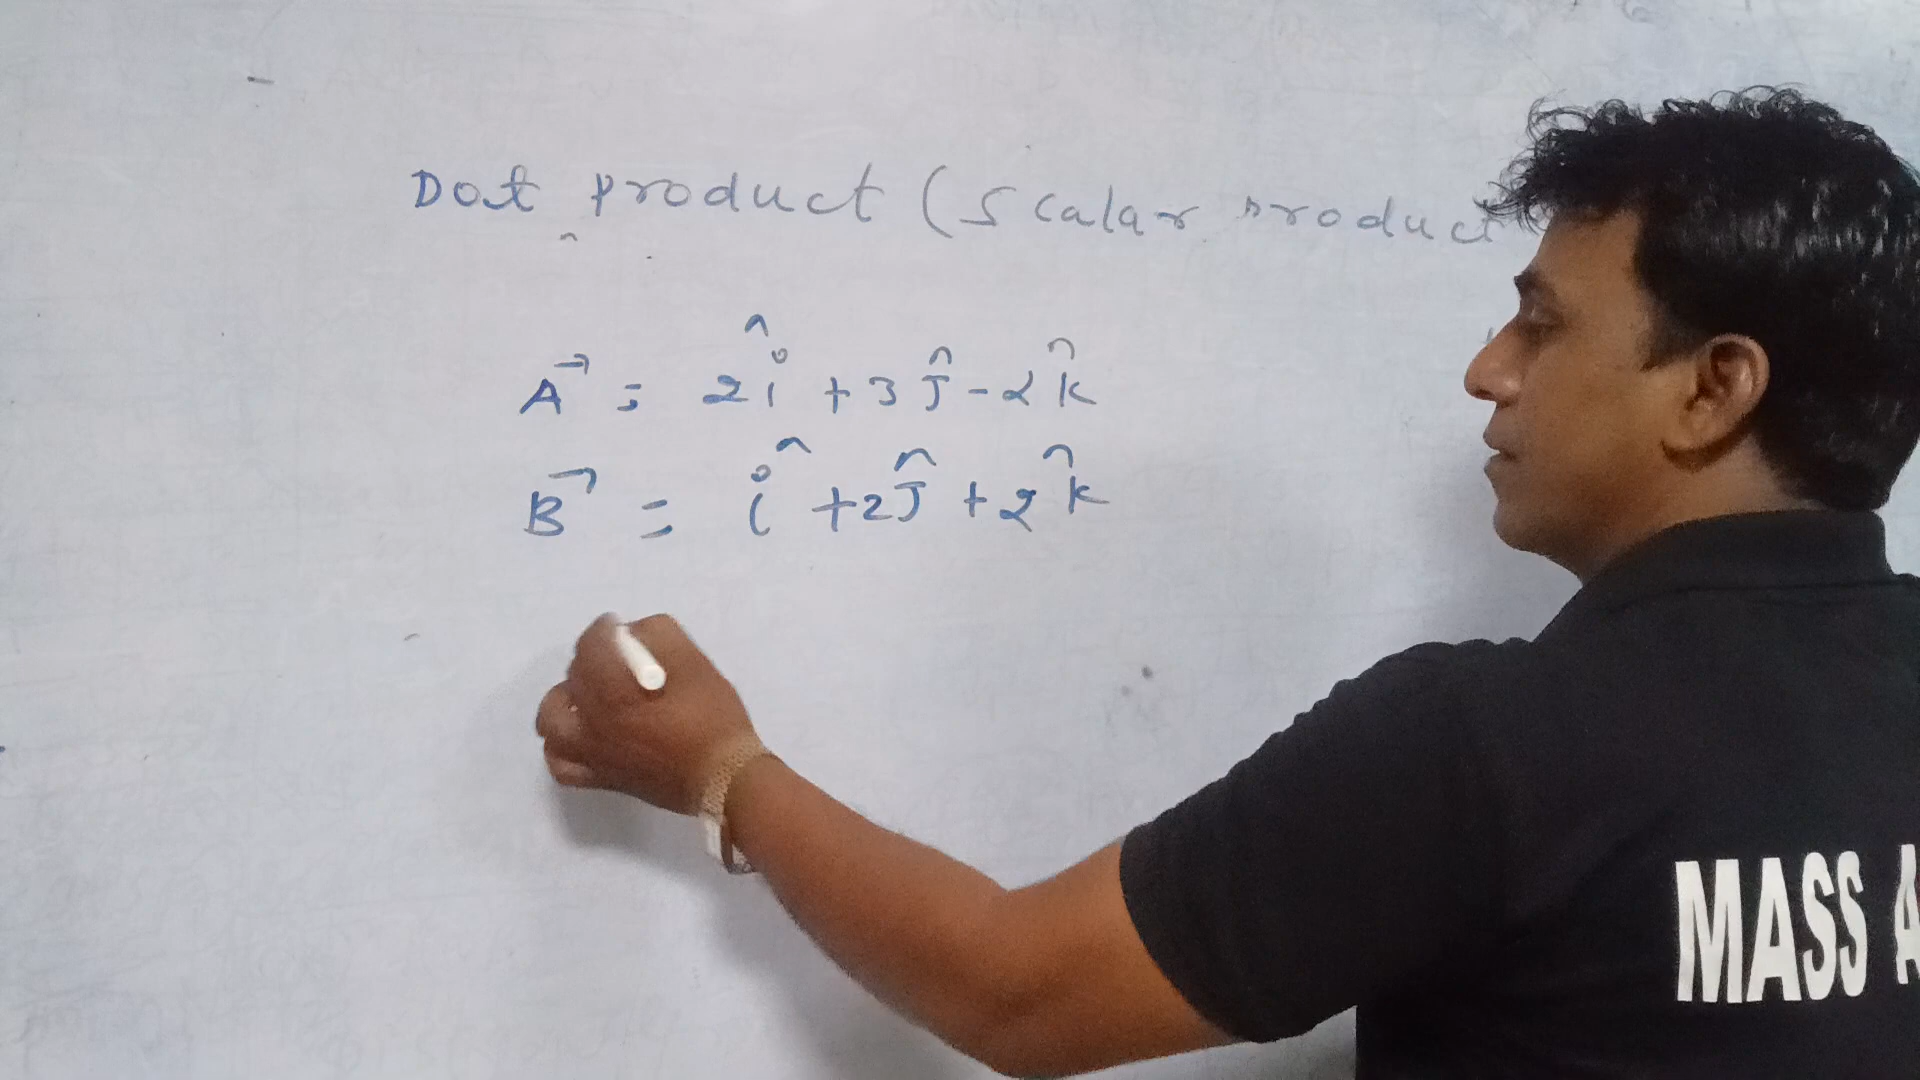 Dot product (Scalar product
A⃗ = 2î + 3ĵ - 2k̂
B⃗ = î + 2ĵ + 2k̂
MASS A